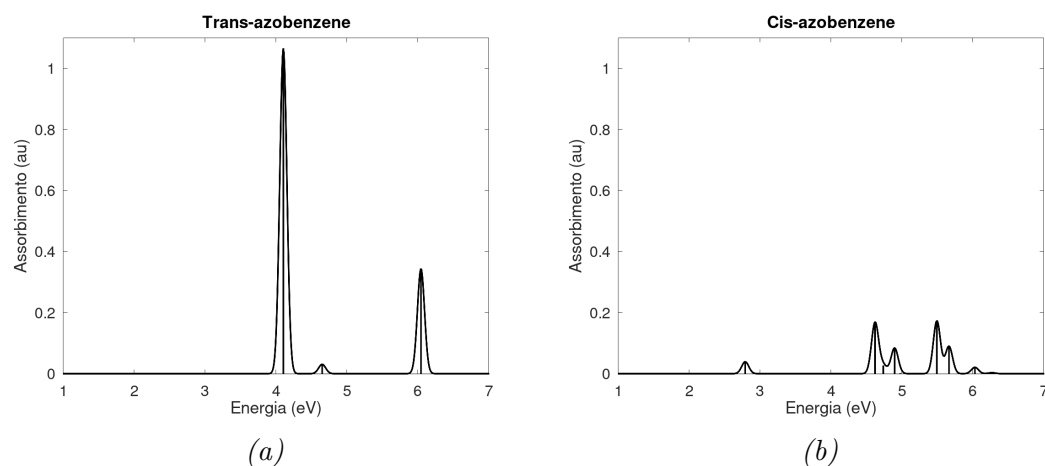 Trans-azobenzene
Assorbimento (au)
1
0.8
0.6
0.4
0.2
0
1 2 3 4 5 6 7
Energia (eV)
(a)
Cis-azobenzene
Assorbimento (au)
1
0.8
0.6
0.4
0.2
0
1 2 3 4 5 6 7
Energia (eV)
(b)